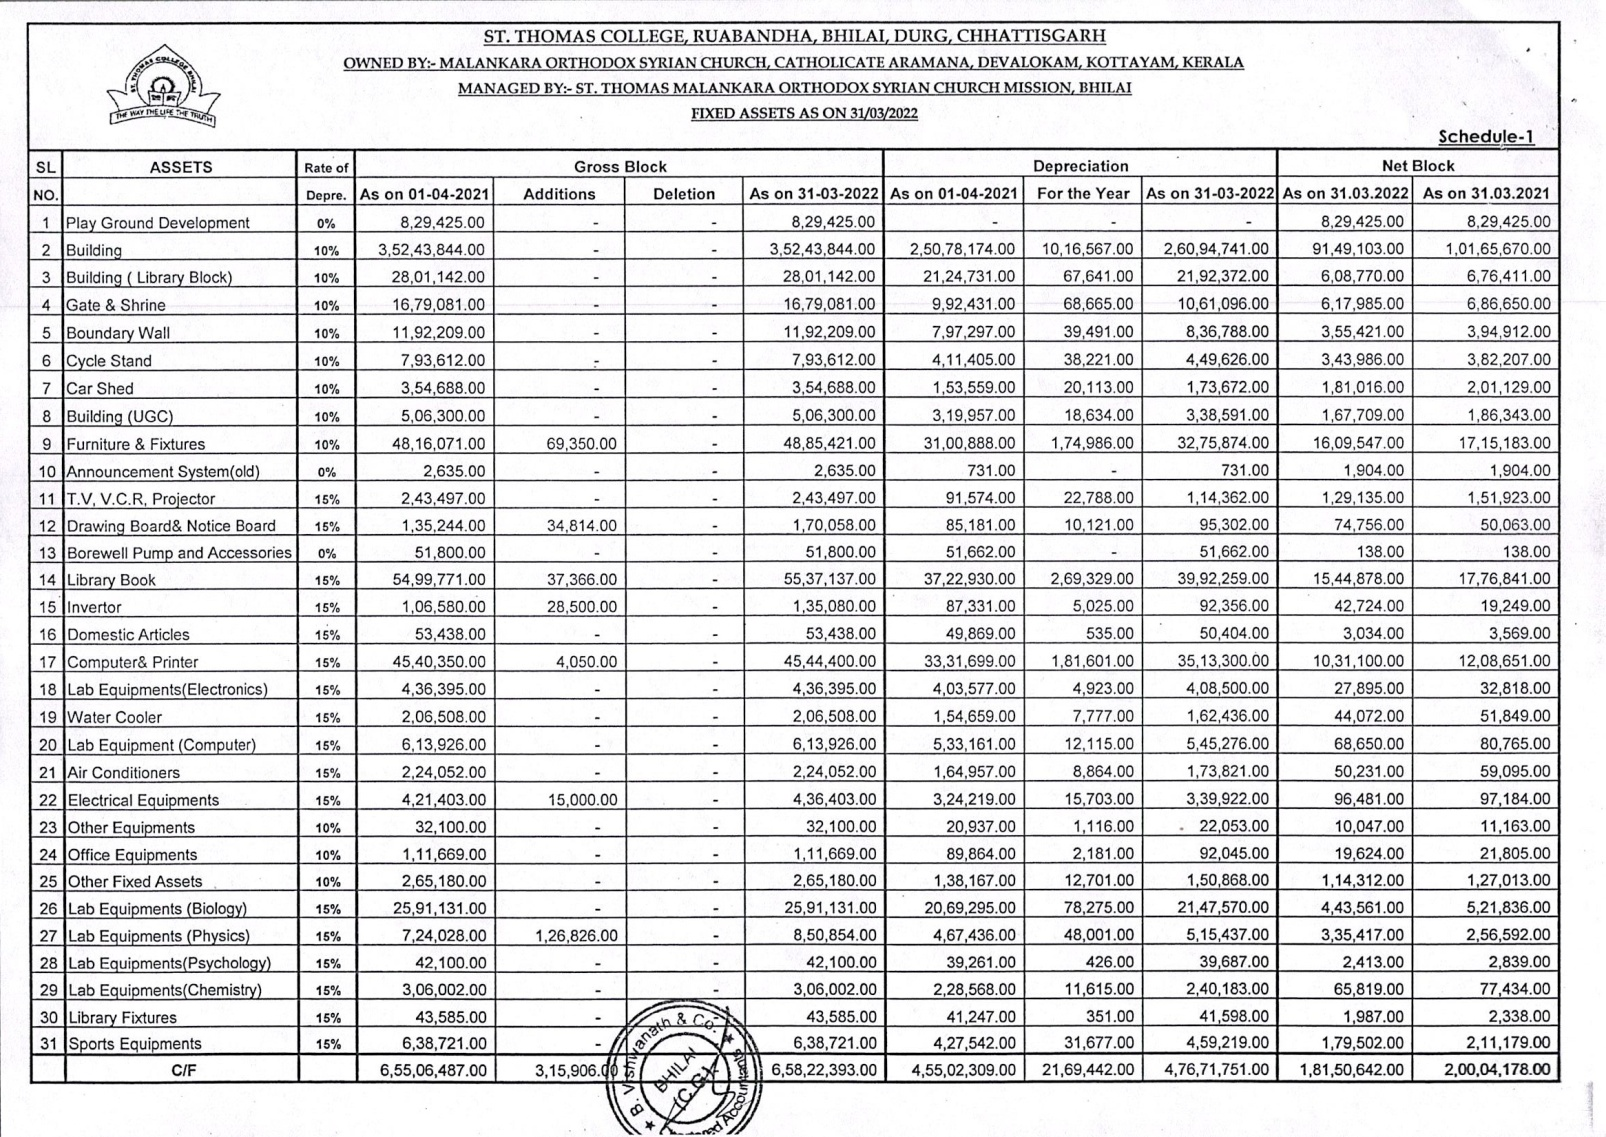 ST. THOMAS COLLEGE, RUABANDHA, BHILAI, DURG, CHHATTISGARH
OWNED BY:- MALANKARA ORTHODOX SYRIAN CHURCH, CATHOLICATE ARAMANA, DEVALOKAM, KOTTAYAM, KERALA
MANAGED BY:- ST. THOMAS MALANKARA ORTHODOX SYRIAN CHURCH MISSION, BHILAI
FIXED ASSETS AS ON 31/03/2022
ST. THOMAS COLLEGE BHILAI
THE WAY THE LIFE THE TRUTH
Schedule-1
SL ASSETS Rate of Gross Block Depreciation Net Block
NO. Depre. As on 01-04-2021 Additions Deletion As on 31-03-2022 As on 01-04-2021 For the Year As on 31-03-2022 As on 31.03.2022 As on 31.03.2021
1 Play Ground Development 0% 8,29,425.00 - - 8,29,425.00 - - - 8,29,425.00 8,29,425.00
2 Building 10% 3,52,43,844.00 - - 3,52,43,844.00 2,50,78,174.00 10,16,567.00 2,60,94,741.00 91,49,103.00 1,01,65,670.00
3 Building ( Library Block) 10% 28,01,142.00 - - 28,01,142.00 21,24,731.00 67,641.00 21,92,372.00 6,08,770.00 6,76,411.00
4 Gate & Shrine 10% 16,79,081.00 - - 16,79,081.00 9,92,431.00 68,665.00 10,61,096.00 6,17,985.00 6,86,650.00
5 Boundary Wall 10% 11,92,209.00 - - 11,92,209.00 7,97,297.00 39,491.00 8,36,788.00 3,55,421.00 3,94,912.00
6 Cycle Stand 10% 7,93,612.00 - - 7,93,612.00 4,11,405.00 38,221.00 4,49,626.00 3,43,986.00 3,82,207.00
7 Car Shed 10% 3,54,688.00 - - 3,54,688.00 1,53,559.00 20,113.00 1,73,672.00 1,81,016.00 2,01,129.00
8 Building (UGC) 10% 5,06,300.00 - - 5,06,300.00 3,19,957.00 18,634.00 3,38,591.00 1,67,709.00 1,86,343.00
9 Furniture & Fixtures 10% 48,16,071.00 69,350.00 - 48,85,421.00 31,00,888.00 1,74,986.00 32,75,874.00 16,09,547.00 17,15,183.00
10 Announcement System(old) 0% 2,635.00 - - 2,635.00 731.00 - 731.00 1,904.00 1,904.00
11 T.V, V.C.R, Projector 15% 2,43,497.00 - - 2,43,497.00 91,574.00 22,788.00 1,14,362.00 1,29,135.00 1,51,923.00
12 Drawing Board& Notice Board 15% 1,35,244.00 34,814.00 - 1,70,058.00 85,181.00 10,121.00 95,302.00 74,756.00 50,063.00
13 Borewell Pump and Accessories 0% 51,800.00 - - 51,800.00 51,662.00 - 51,662.00 138.00 138.00
14 Library Book 15% 54,99,771.00 37,366.00 - 55,37,137.00 37,22,930.00 2,69,329.00 39,92,259.00 15,44,878.00 17,76,841.00
15 Invertor 15% 1,06,580.00 28,500.00 - 1,35,080.00 87,331.00 5,025.00 92,356.00 42,724.00 19,249.00
16 Domestic Articles 15% 53,438.00 - - 53,438.00 49,869.00 535.00 50,404.00 3,034.00 3,569.00
17 Computer& Printer 15% 45,40,350.00 4,050.00 - 45,44,400.00 33,31,699.00 1,81,601.00 35,13,300.00 10,31,100.00 12,08,651.00
18 Lab Equipments(Electronics) 15% 4,36,395.00 - - 4,36,395.00 4,03,577.00 4,923.00 4,08,500.00 27,895.00 32,818.00
19 Water Cooler 15% 2,06,508.00 - - 2,06,508.00 1,54,659.00 7,777.00 1,62,436.00 44,072.00 51,849.00
20 Lab Equipment (Computer) 15% 6,13,926.00 - - 6,13,926.00 5,33,161.00 12,115.00 5,45,276.00 68,650.00 80,765.00
21 Air Conditioners 15% 2,24,052.00 - - 2,24,052.00 1,64,957.00 8,864.00 1,73,821.00 50,231.00 59,095.00
22 Electrical Equipments 15% 4,21,403.00 15,000.00 - 4,36,403.00 3,24,219.00 15,703.00 3,39,922.00 96,481.00 97,184.00
23 Other Equipments 10% 32,100.00 - - 32,100.00 20,937.00 1,116.00 22,053.00 10,047.00 11,163.00
24 Office Equipments 10% 1,11,669.00 - - 1,11,669.00 89,864.00 2,181.00 92,045.00 19,624.00 21,805.00
25 Other Fixed Assets 10% 2,65,180.00 - - 2,65,180.00 1,38,167.00 12,701.00 1,50,868.00 1,14,312.00 1,27,013.00
26 Lab Equipments (Biology) 15% 25,91,131.00 - - 25,91,131.00 20,69,295.00 78,275.00 21,47,570.00 4,43,561.00 5,21,836.00
27 Lab Equipments (Physics) 15% 7,24,028.00 1,26,826.00 - 8,50,854.00 4,67,436.00 48,001.00 5,15,437.00 3,35,417.00 2,56,592.00
28 Lab Equipments(Psychology) 15% 42,100.00 - - 42,100.00 39,261.00 426.00 39,687.00 2,413.00 2,839.00
29 Lab Equipments(Chemistry) 15% 3,06,002.00 - - 3,06,002.00 2,28,568.00 11,615.00 2,40,183.00 65,819.00 77,434.00
30 Library Fixtures 15% 43,585.00 - 43,585.00 41,247.00 351.00 41,598.00 1,987.00 2,338.00
31 Sports Equipments 15% 6,38,721.00 - 6,38,721.00 4,27,542.00 31,677.00 4,59,219.00 1,79,502.00 2,11,179.00
C/F 6,55,06,487.00 3,15,906.00 6,58,22,393.00 4,55,02,309.00 21,69,442.00 4,76,71,751.00 1,81,50,642.00 2,00,04,178.00
B. Vishwanath & Co.
BHILAI
(C.G.)
Accountants